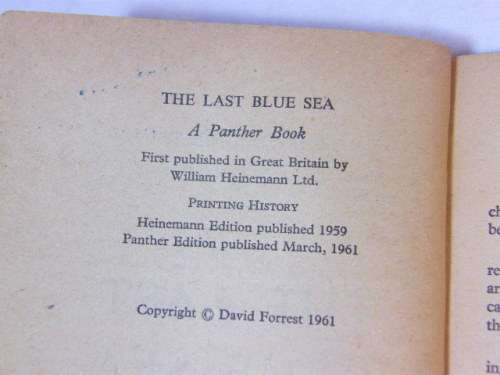 THE LAST BLUE SEA
A Panther Book
First published in Great Britain by
William Heinemann Ltd.
PRINTING HISTORY
Heinemann Edition published 1959
Panther Edition published March, 1961
Copyright © David Forrest 1961